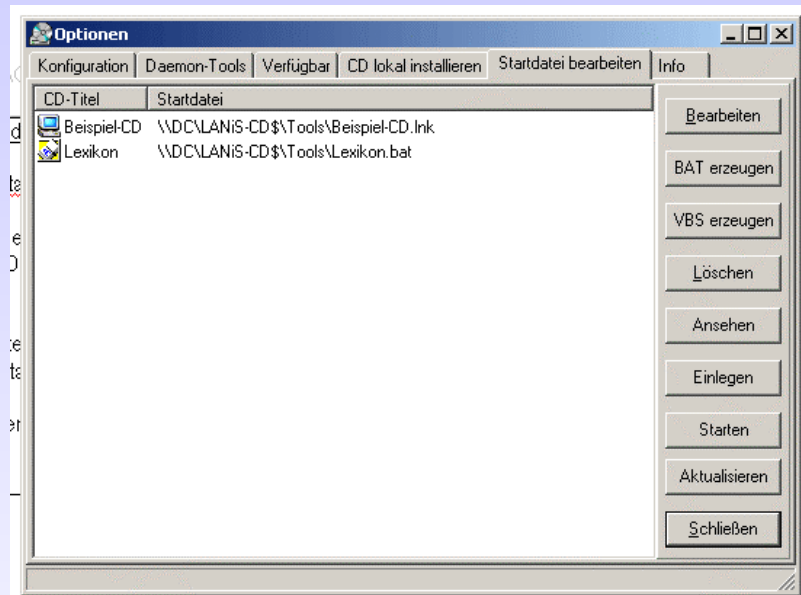 Optionen
Konfiguration Daemon-Tools Verfügbar CD lokal installieren Startdatei bearbeiten Info
CD-Titel Startdatei
Beispiel-CD \\DC\LANiS-CD$\Tools\Beispiel-CD.lnk
Lexikon \\DC\LANiS-CD$\Tools\Lexikon.bat
Bearbeiten
BAT erzeugen
VBS erzeugen
Löschen
Ansehen
Einlegen
Starten
Aktualisieren
Schließen